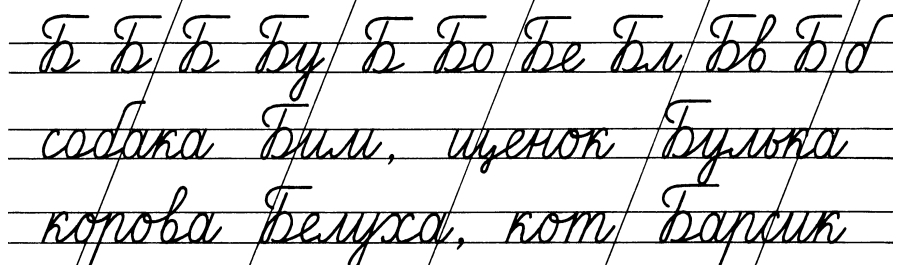 Б Б Б Бу Б Бо Бе Бл Бв Б б
собака Бим, щенок Булька
корова Белуха, кот Барсик